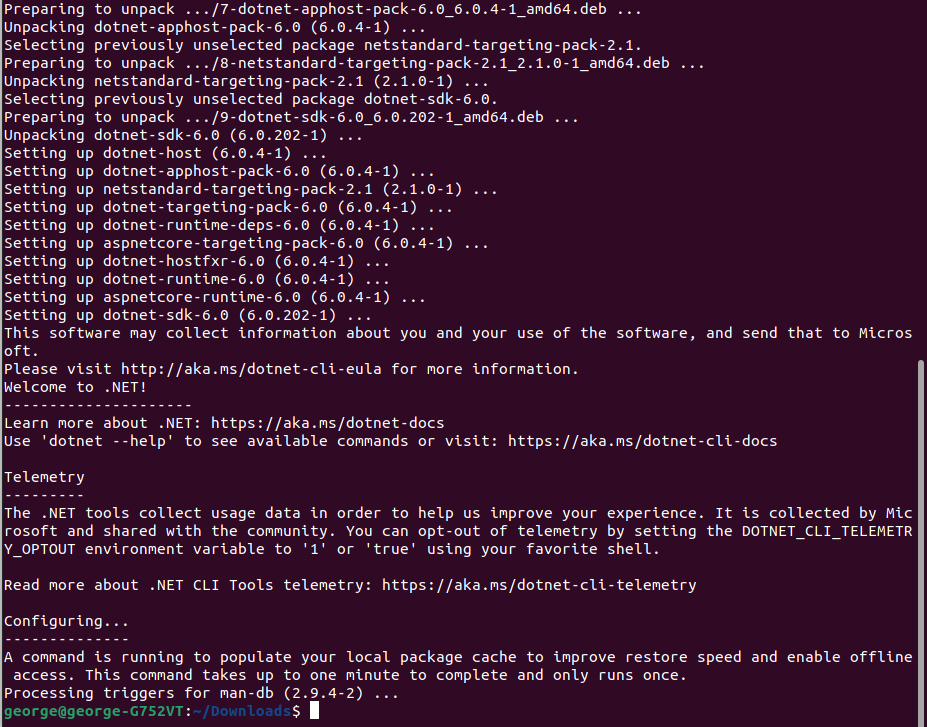 Preparing to unpack .../7-dotnet-apphost-pack-6.0_6.0.4-1_amd64.deb ...
Unpacking dotnet-apphost-pack-6.0 (6.0.4-1) ...
Selecting previously unselected package netstandard-targeting-pack-2.1.
Preparing to unpack .../8-netstandard-targeting-pack-2.1_2.1.0-1_amd64.deb ...
Unpacking netstandard-targeting-pack-2.1 (2.1.0-1) ...
Selecting previously unselected package dotnet-sdk-6.0.
Preparing to unpack .../9-dotnet-sdk-6.0_6.0.202-1_amd64.deb ...
Unpacking dotnet-sdk-6.0 (6.0.202-1) ...
Setting up dotnet-host (6.0.4-1) ...
Setting up dotnet-apphost-pack-6.0 (6.0.4-1) ...
Setting up netstandard-targeting-pack-2.1 (2.1.0-1) ...
Setting up dotnet-targeting-pack-6.0 (6.0.4-1) ...
Setting up dotnet-runtime-deps-6.0 (6.0.4-1) ...
Setting up aspnetcore-targeting-pack-6.0 (6.0.4-1) ...
Setting up dotnet-hostfxr-6.0 (6.0.4-1) ...
Setting up dotnet-runtime-6.0 (6.0.4-1) ...
Setting up aspnetcore-runtime-6.0 (6.0.4-1) ...
Setting up dotnet-sdk-6.0 (6.0.202-1) ...
This software may collect information about you and your use of the software, and send that to Micros
oft.
Please visit http://aka.ms/dotnet-cli-eula for more information.
Welcome to .NET!
---------------------
Learn more about .NET: https://aka.ms/dotnet-docs
Use 'dotnet --help' to see available commands or visit: https://aka.ms/dotnet-cli-docs

Telemetry
---------
The .NET tools collect usage data in order to help us improve your experience. It is collected by Mic
rosoft and shared with the community. You can opt-out of telemetry by setting the DOTNET_CLI_TELEMETR
Y_OPTOUT environment variable to '1' or 'true' using your favorite shell.

Read more about .NET CLI Tools telemetry: https://aka.ms/dotnet-cli-telemetry

Configuring...
--------------
A command is running to populate your local package cache to improve restore speed and enable offline
 access. This command takes up to one minute to complete and only runs once.
Processing triggers for man-db (2.9.4-2) ...
george@george-G752VT:~/Downloads$